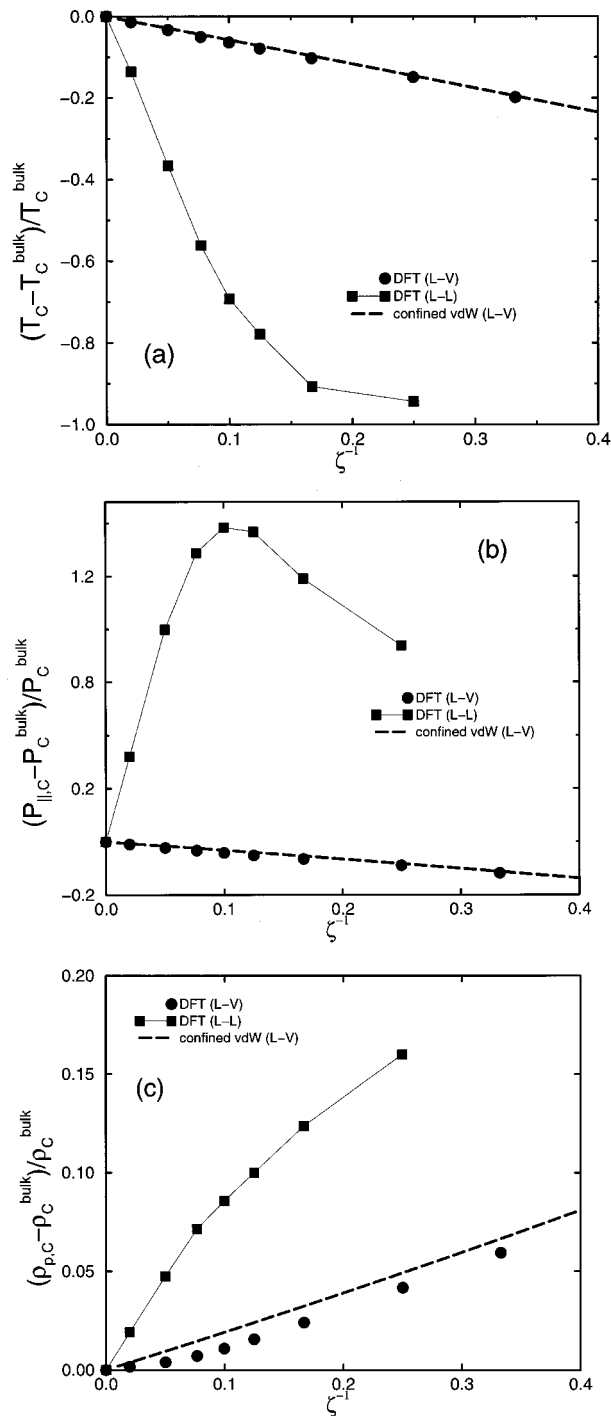 0.0
−0.2
−0.4
−0.6
−0.8
−1.0
(T_C−T_C^bulk)/T_C^bulk
DFT (L−V)
DFT (L−L)
confined vdW (L−V)
(a)
0.0 0.1 0.2 0.3 0.4
ζ^−1
1.2
0.8
0.2
−0.2
(P_||,C−P_C^bulk)/P_C^bulk
(b)
DFT (L−V)
DFT (L−L)
confined vdW (L−V)
0.0 0.1 0.2 0.3 0.4
ζ^−1
0.20
0.15
0.10
0.05
0.00
(ρ_p,C−ρ_C^bulk)/ρ_C^bulk
DFT (L−V)
DFT (L−L)
confined vdW (L−V)
(c)
0.0 0.1 0.2 0.3 0.4
ζ^−1